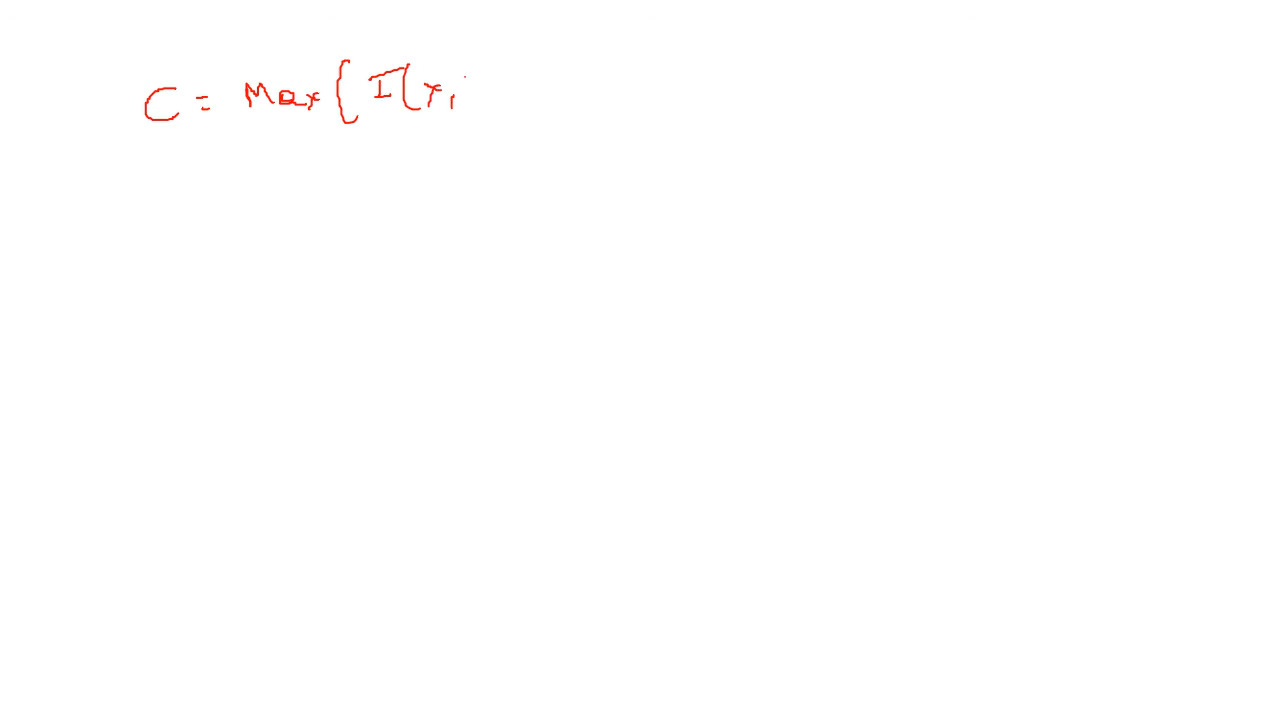 C = Max{ I(x,